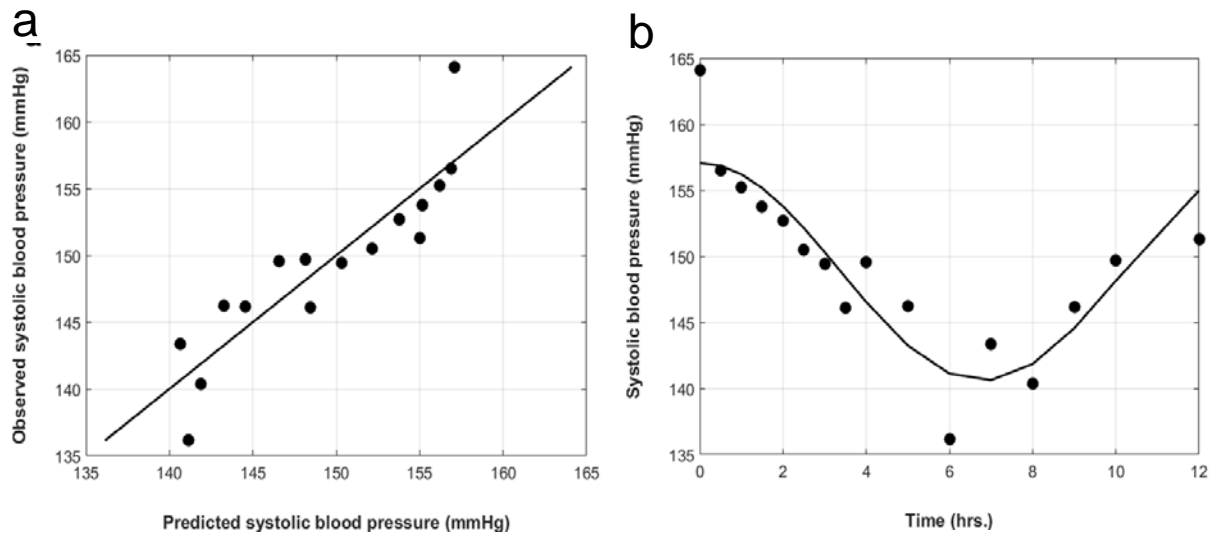 a
165
160
155
150
145
140
135
135 140 145 150 155 160 165
Observed systolic blood pressure (mmHg)
Predicted systolic blood pressure (mmHg)
b
165
160
155
150
145
140
135
0 2 4 6 8 10 12
Systolic blood pressure (mmHg)
Time (hrs.)